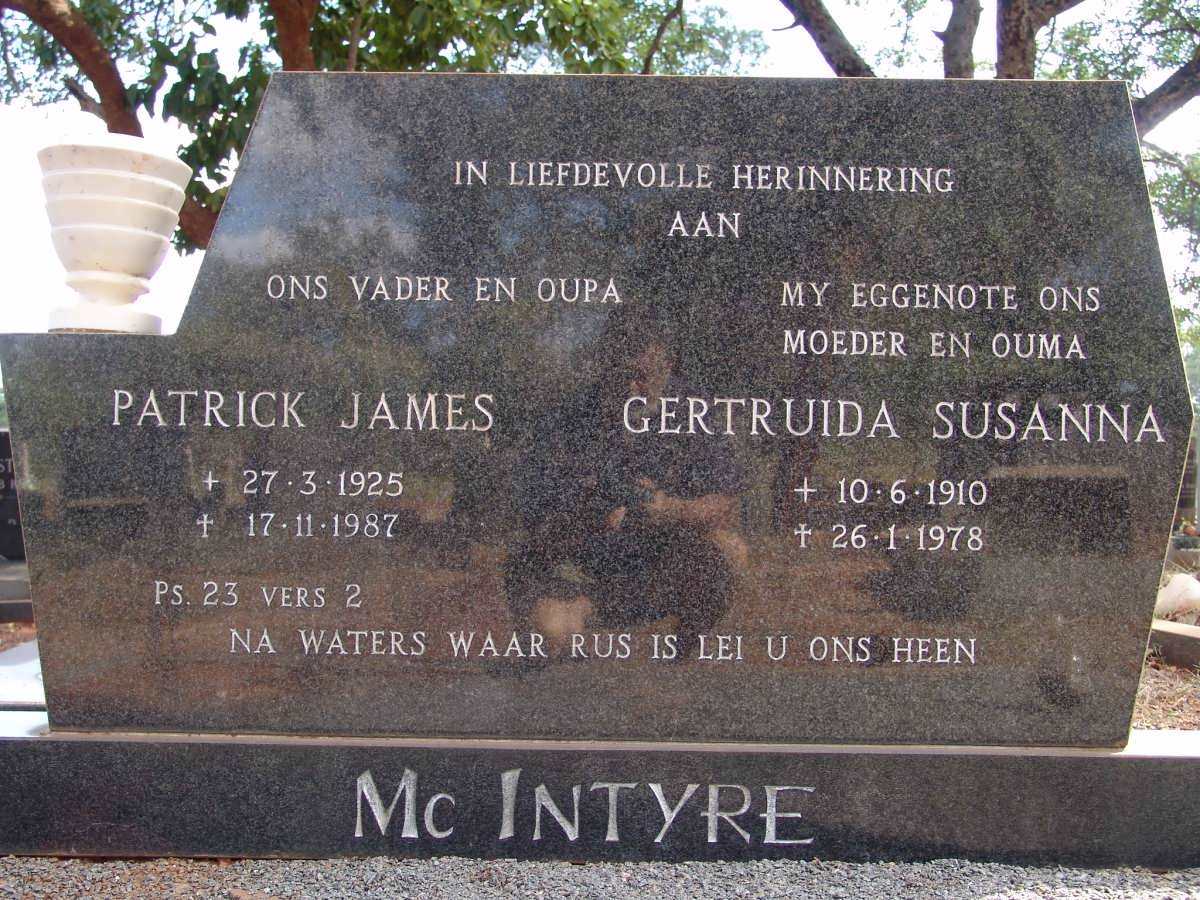 IN LIEFDEVOLLE HERINNERING
AAN
ONS VADER EN OUPA
PATRICK JAMES
+ 27·3·1925
† 17·11·1987
MY EGGENOTE ONS
MOEDER EN OUMA
GERTRUIDA SUSANNA
+ 10·6·1910
† 26·1·1978
PS. 23 VERS 2
NA WATERS WAAR RUS IS LEI U ONS HEEN
Mc INTYRE